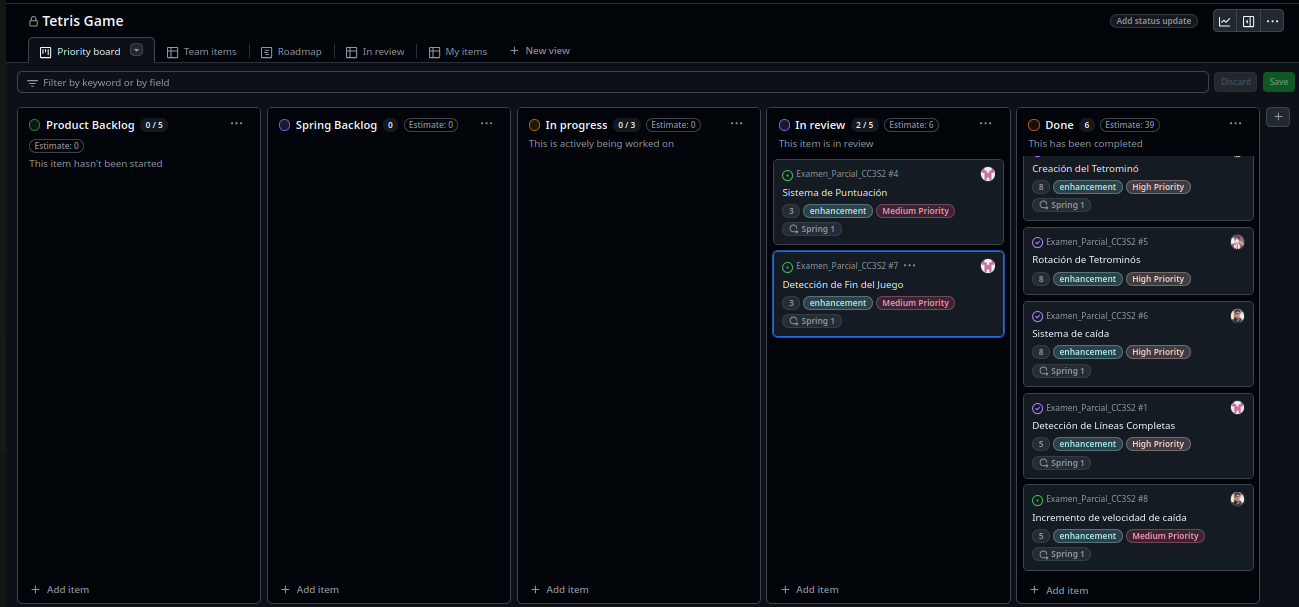 Tetris Game
Add status update
Priority board
Team items
Roadmap
In review
My items
New view
Filter by keyword or by field
Discard
Save
Product Backlog 0 / 5
Estimate: 0
This item hasn't been started
Add item
Spring Backlog 0 Estimate: 0
Add item
In progress 0 / 3 Estimate: 0
This is actively being worked on
Add item
In review 2 / 5 Estimate: 6
This item is in review
Examen_Parcial_CC3S2 #4
Sistema de Puntuación
3 enhancement Medium Priority
Spring 1
Examen_Parcial_CC3S2 #7
Detección de Fin del Juego
3 enhancement Medium Priority
Spring 1
Add item
Done 6 Estimate: 39
This has been completed
Creación del Tetrominó
8 enhancement High Priority
Spring 1
Examen_Parcial_CC3S2 #5
Rotación de Tetrominós
8 enhancement High Priority
Examen_Parcial_CC3S2 #6
Sistema de caída
8 enhancement High Priority
Spring 1
Examen_Parcial_CC3S2 #1
Detección de Líneas Completas
5 enhancement High Priority
Spring 1
Examen_Parcial_CC3S2 #8
Incremento de velocidad de caída
5 enhancement Medium Priority
Spring 1
Add item